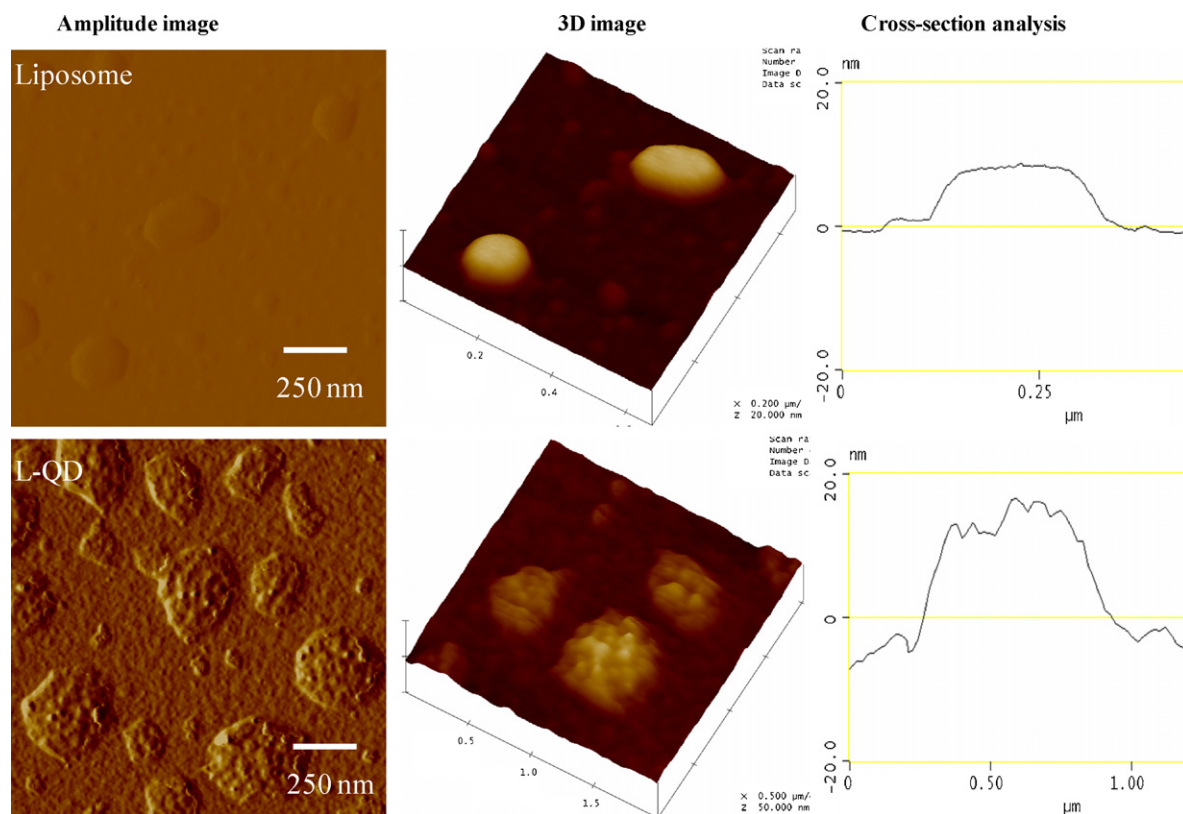 Amplitude image
3D image
Cross-section analysis
Liposome
250 nm
Scan ra
Number
Image D
Data sc
0.2
0.4
X 0.200 µm/
Z 20.000 nm
nm
20.0
0
-20.0
0
0.25
µm
L-QD
250 nm
Scan ra
Number
Image D
Data sc
0.5
1.0
1.5
X 0.500 µm/
Z 50.000 nm
nm
20.0
0
-20.0
0
0.50
1.00
µm